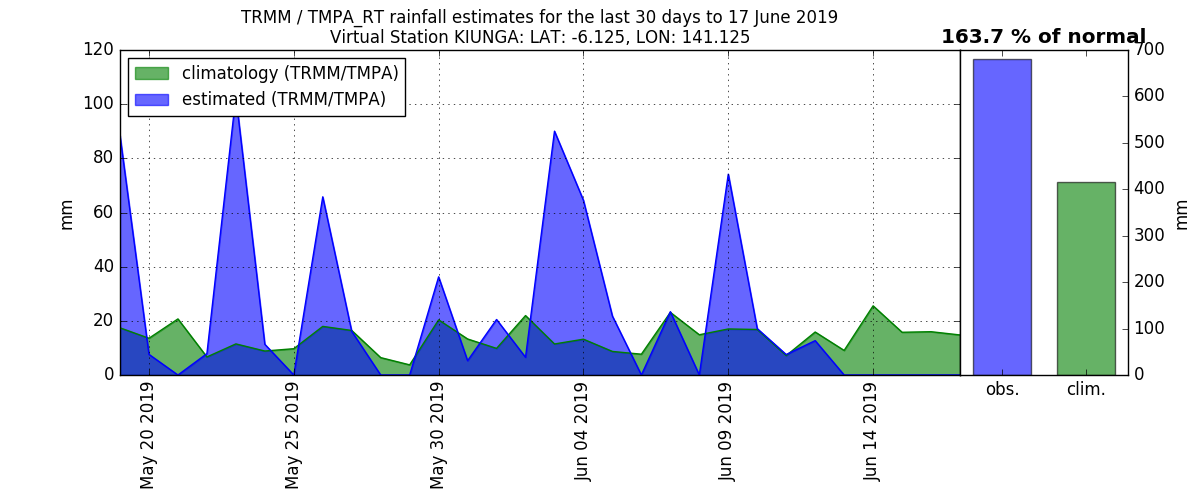 TRMM / TMPA_RT rainfall estimates for the last 30 days to 17 June 2019
Virtual Station KIUNGA: LAT: -6.125, LON: 141.125
163.7 % of normal
climatology (TRMM/TMPA)
estimated (TRMM/TMPA)
120
100
80
60
40
20
0
mm
May 20 2019
May 25 2019
May 30 2019
Jun 04 2019
Jun 09 2019
Jun 14 2019
700
600
500
400
300
200
100
0
mm
obs.
clim.